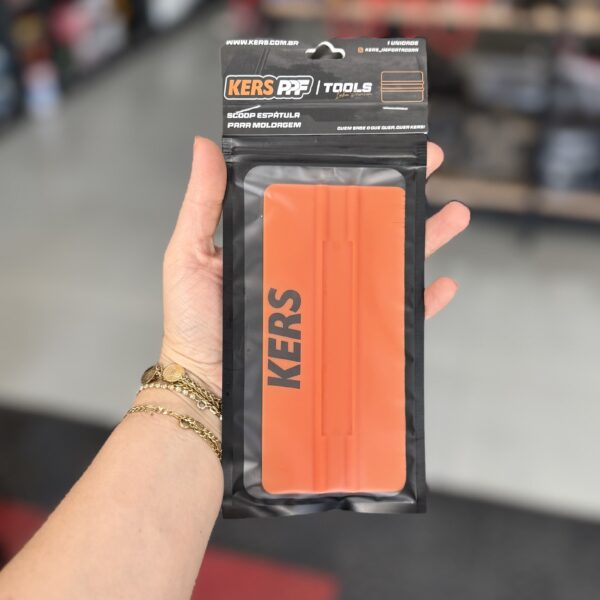 WWW.KERS.COM.BR
1 UNIDADE
KERS_IMPORTADORA
KERS PPF | TOOLS
SCOOP ESPÁTULA
PARA MOLDAGEM
QUEM SABE O QUE QUER, QUER KERS!
KERS